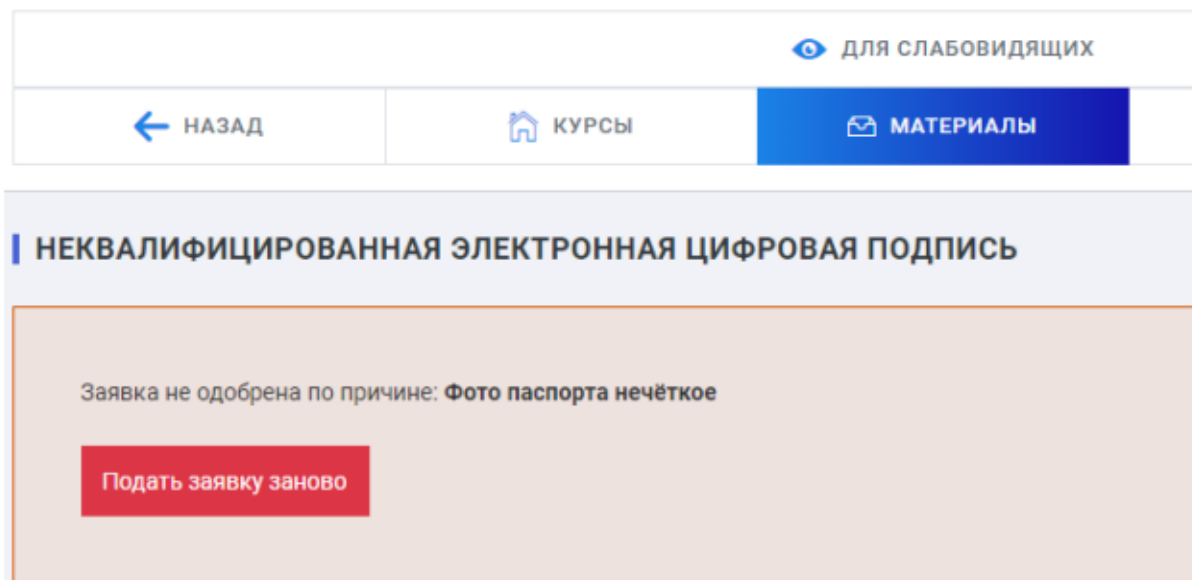 ДЛЯ СЛАБОВИДЯЩИХ
НАЗАД
КУРСЫ
МАТЕРИАЛЫ
НЕКВАЛИФИЦИРОВАННАЯ ЭЛЕКТРОННАЯ ЦИФРОВАЯ ПОДПИСЬ
Заявка не одобрена по причине: Фото паспорта нечёткое
Подать заявку заново